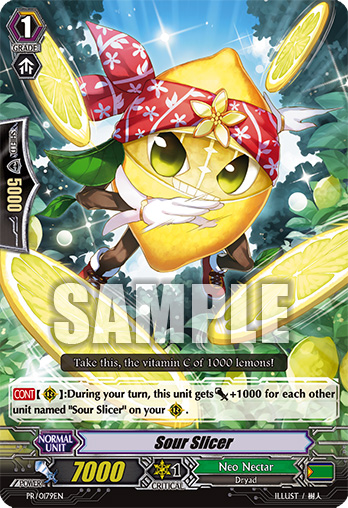 1
GRADE
SHIELD
5000
SAMPLE
Take this, the vitamin C of 1000 lemons!
CONT【 】:During your turn, this unit gets +1000 for each other
unit named "Sour Slicer" on your .
NORMAL
UNIT
Sour Slicer
POWER
7000
1
CRITICAL
Neo Nectar
Dryad
PR/0179EN
ILLUST / 樹人